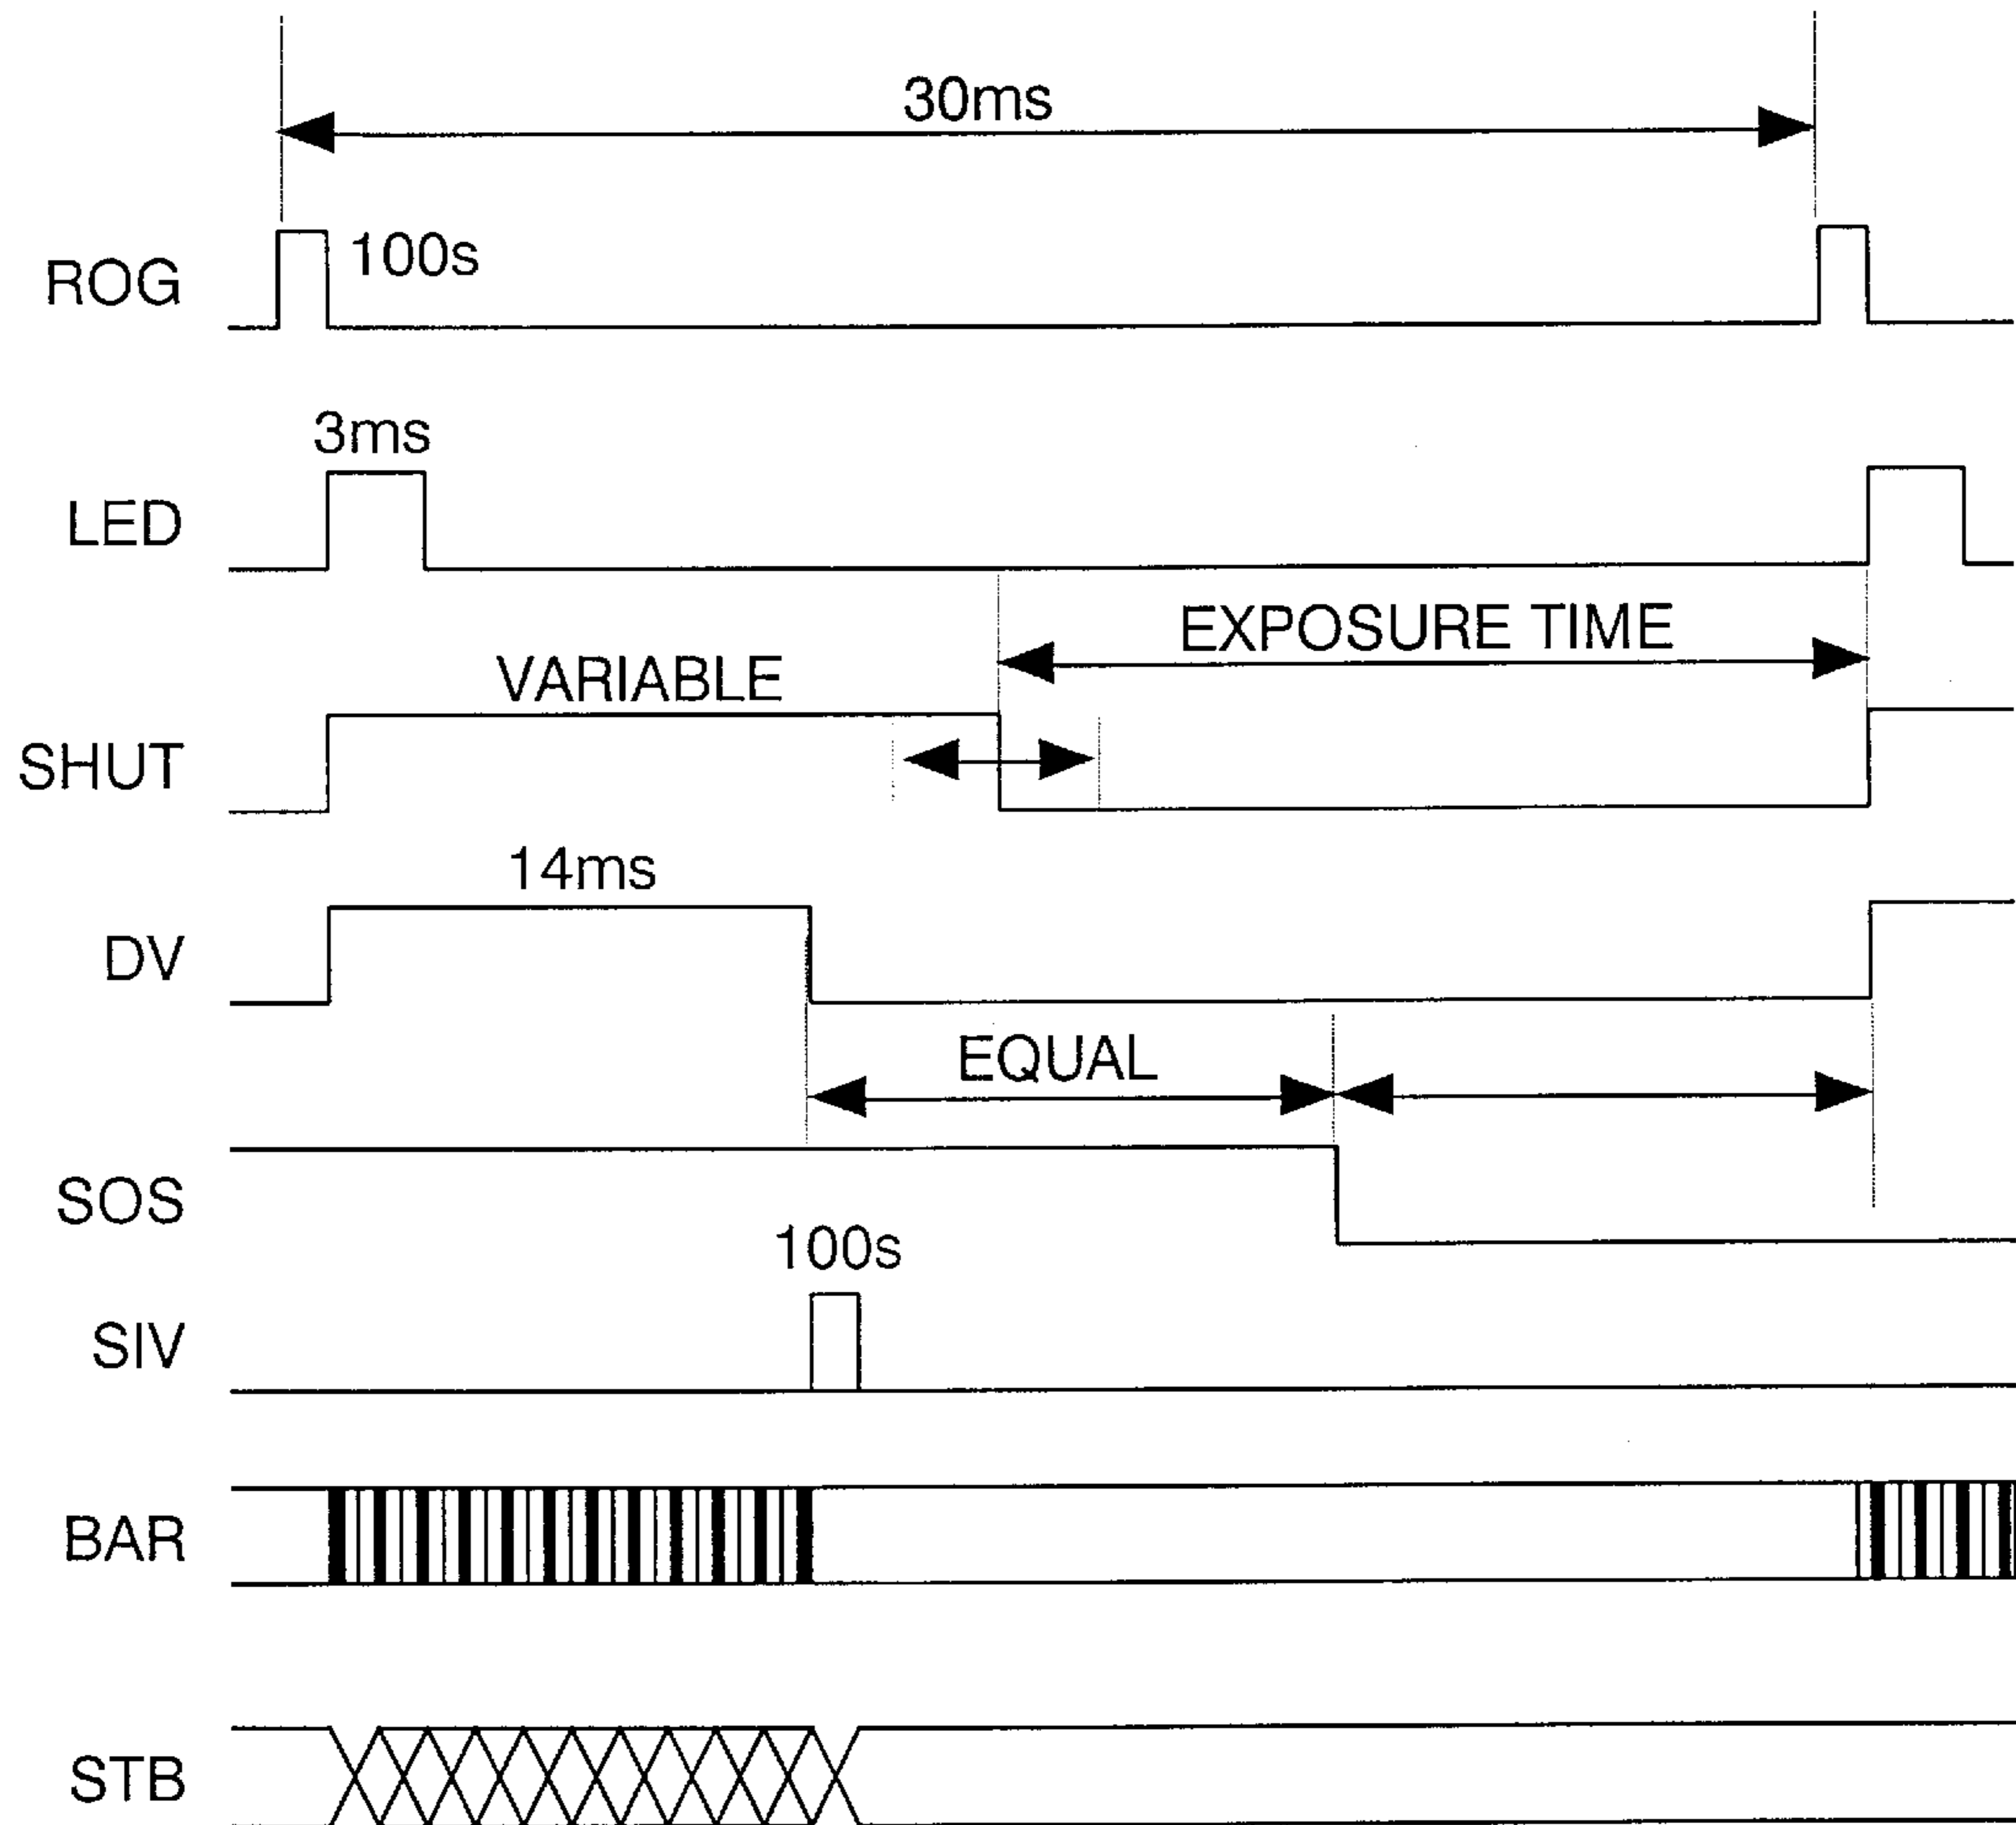 30ms
ROG
100s
3ms
LED
EXPOSURE TIME
VARIABLE
SHUT
14ms
DV
EQUAL
SOS
100s
SIV
BAR
STB